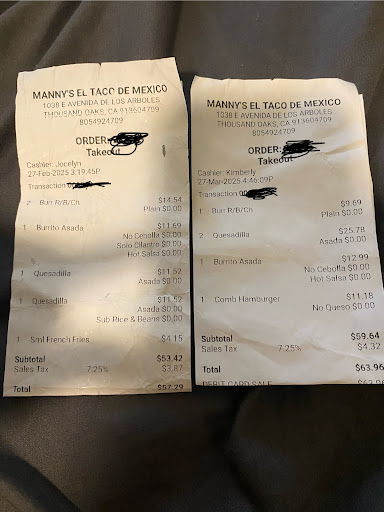 MANNY'S EL TACO DE MEXICO
1038 E AVENIDA DE LOS ARBOLES
THOUSAND OAKS, CA 913604709
8054924709
ORDER:
Takeout
Cashier: Jocelyn
27-Feb-2025 3:19:45P
Transaction
2 Burr R/B/Ch $14.54
Plain $0.00
1 Burrito Asada $11.69
No Cebolla $0.00
Solo Cilantro $0.00
Hot Salsa $0.00
1 Quesadilla $11.52
Asada $0.00
1 Quesadilla $11.52
Asada $0.00
Sub Rice & Beans $0.00
1 Sml French Fries $4.15
Subtotal $53.42
Sales Tax 7.25% $3.87
Total $57.29
MANNY'S EL TACO DE MEXICO
1038 E AVENIDA DE LOS ARBOLES
THOUSAND OAKS, CA 913604709
8054924709
ORDER:
Takeout
Cashier: Kimberly
27-Mar-2025 4:46:09P
Transaction
1 Burr R/B/Ch $9.69
Plain $0.00
2 Quesadilla $25.78
Asada $0.00
1 Burrito Asada $12.99
No Cebolla $0.00
Hot Salsa $0.00
1 Comb Hamburger $11.18
No Queso $0.00
Subtotal $59.64
Sales Tax 7.25% $4.32
Total $63.96
DEBIT CARD SALE $63.96